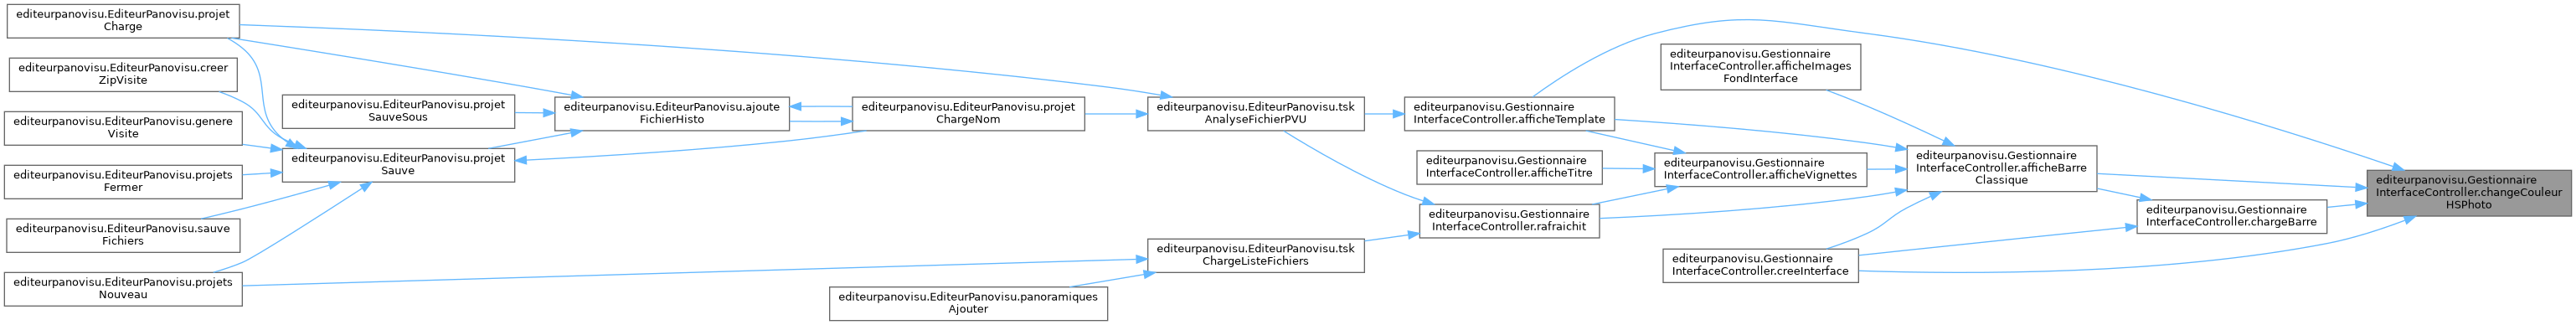 editeurpanovisu.EditeurPanovisu.projet
Charge
editeurpanovisu.EditeurPanovisu.creer
ZipVisite
editeurpanovisu.EditeurPanovisu.genere
Visite
editeurpanovisu.EditeurPanovisu.projets
Fermer
editeurpanovisu.EditeurPanovisu.sauve
Fichiers
editeurpanovisu.EditeurPanovisu.projets
Nouveau
editeurpanovisu.EditeurPanovisu.projet
SauveSous
editeurpanovisu.EditeurPanovisu.projet
Sauve
editeurpanovisu.EditeurPanovisu.ajoute
FichierHisto
editeurpanovisu.EditeurPanovisu.projet
ChargeNom
editeurpanovisu.EditeurPanovisu.panoramiques
Ajouter
editeurpanovisu.EditeurPanovisu.tsk
AnalyseFichierPVU
editeurpanovisu.EditeurPanovisu.tsk
ChargeListeFichiers
editeurpanovisu.Gestionnaire
InterfaceController.afficheTemplate
editeurpanovisu.Gestionnaire
InterfaceController.afficheTitre
editeurpanovisu.Gestionnaire
InterfaceController.rafraichit
editeurpanovisu.Gestionnaire
InterfaceController.afficheImages
FondInterface
editeurpanovisu.Gestionnaire
InterfaceController.afficheVignettes
editeurpanovisu.Gestionnaire
InterfaceController.creeInterface
editeurpanovisu.Gestionnaire
InterfaceController.afficheBarre
Classique
editeurpanovisu.Gestionnaire
InterfaceController.chargeBarre
editeurpanovisu.Gestionnaire
InterfaceController.changeCouleur
HSPhoto